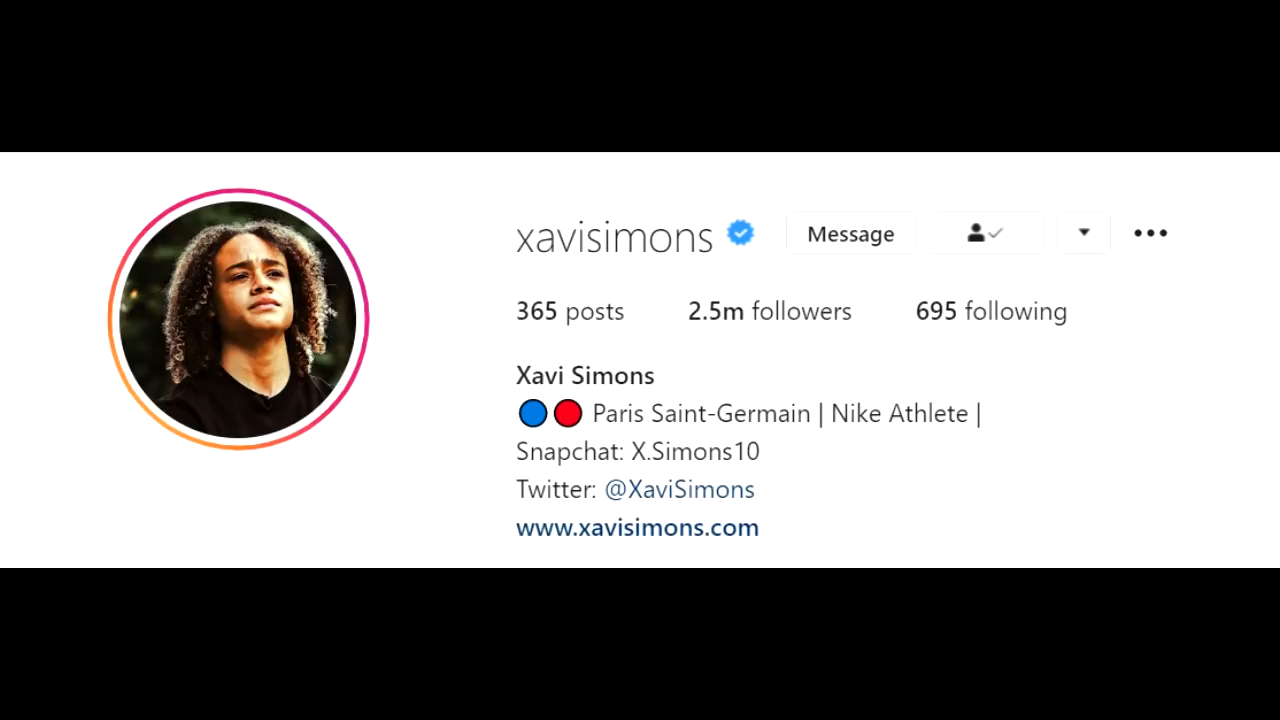 xavisimons Message
365 posts 2.5m followers 695 following
Xavi Simons
🔵🔴 Paris Saint-Germain | Nike Athlete |
Snapchat: X.Simons10
Twitter: @XaviSimons
www.xavisimons.com